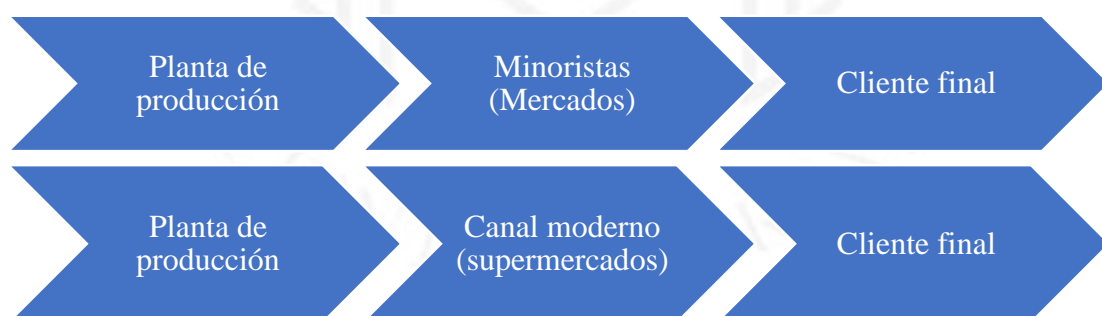 Planta de
producción
Minoristas
(Mercados)
Cliente final
Planta de
producción
Canal moderno
(supermercados)
Cliente final